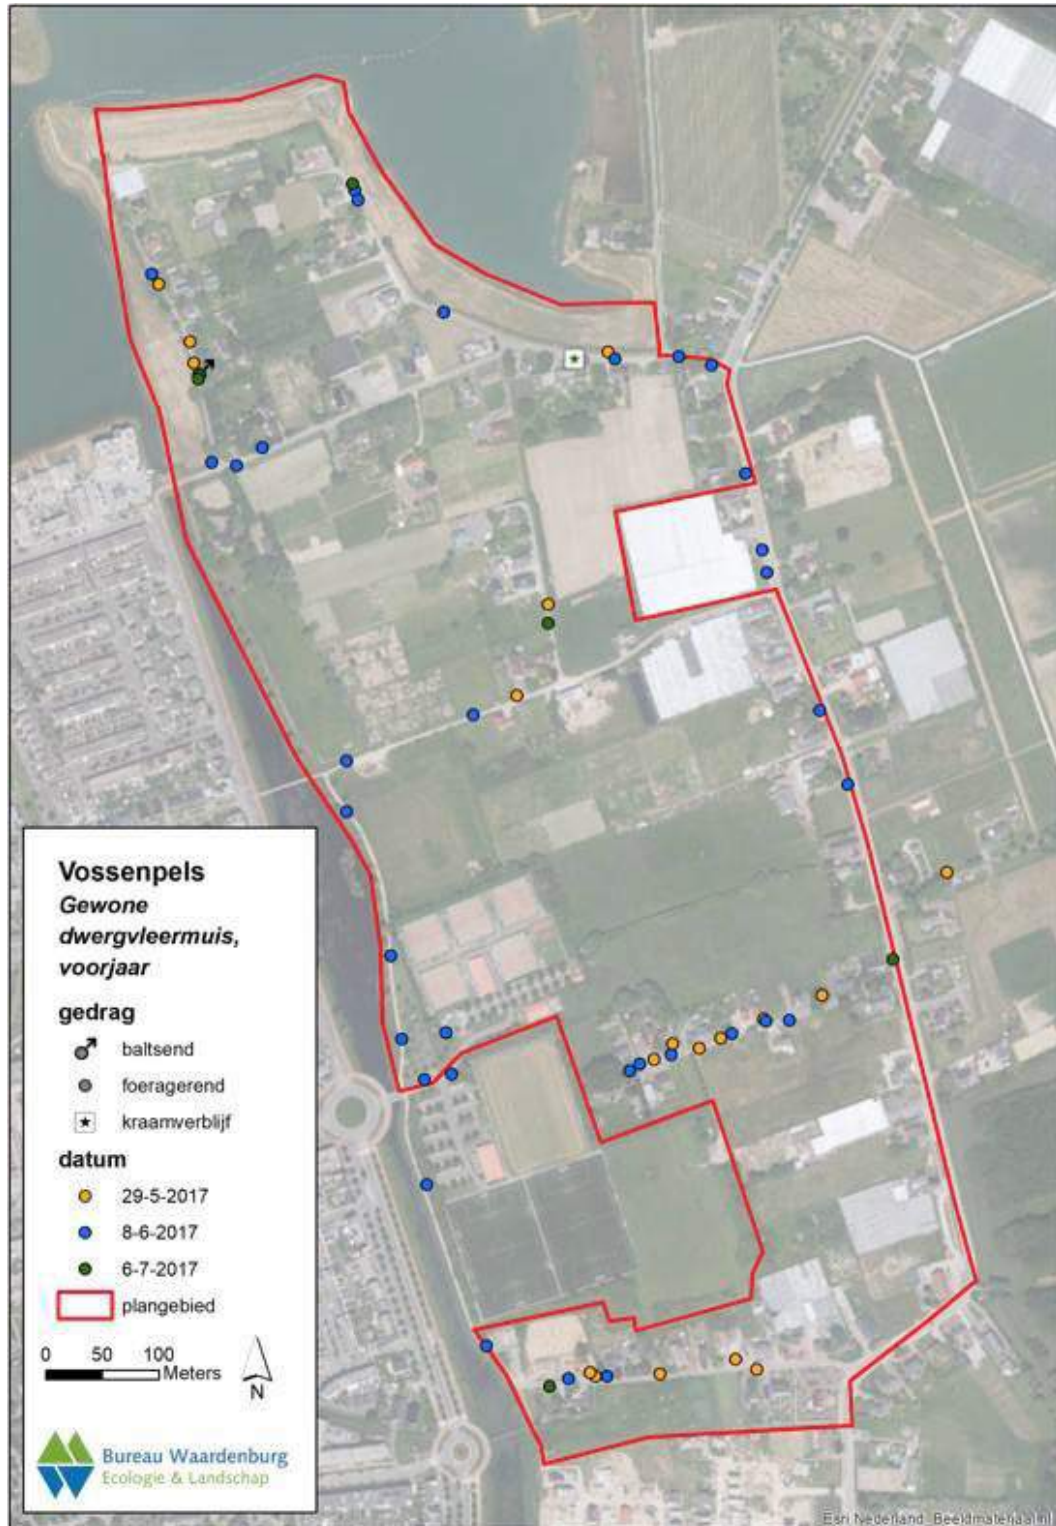 Vossenpels
Gewone
dwergvleermuis,
voorjaar
gedrag
baltsend
foeragerend
kraamverblijf
datum
29-5-2017
8-6-2017
6-7-2017
plangebied
0 50 100
Meters
N
Bureau Waardenburg
Ecologie & Landschap
Esri Nederland, Beeldmateriaal.nl